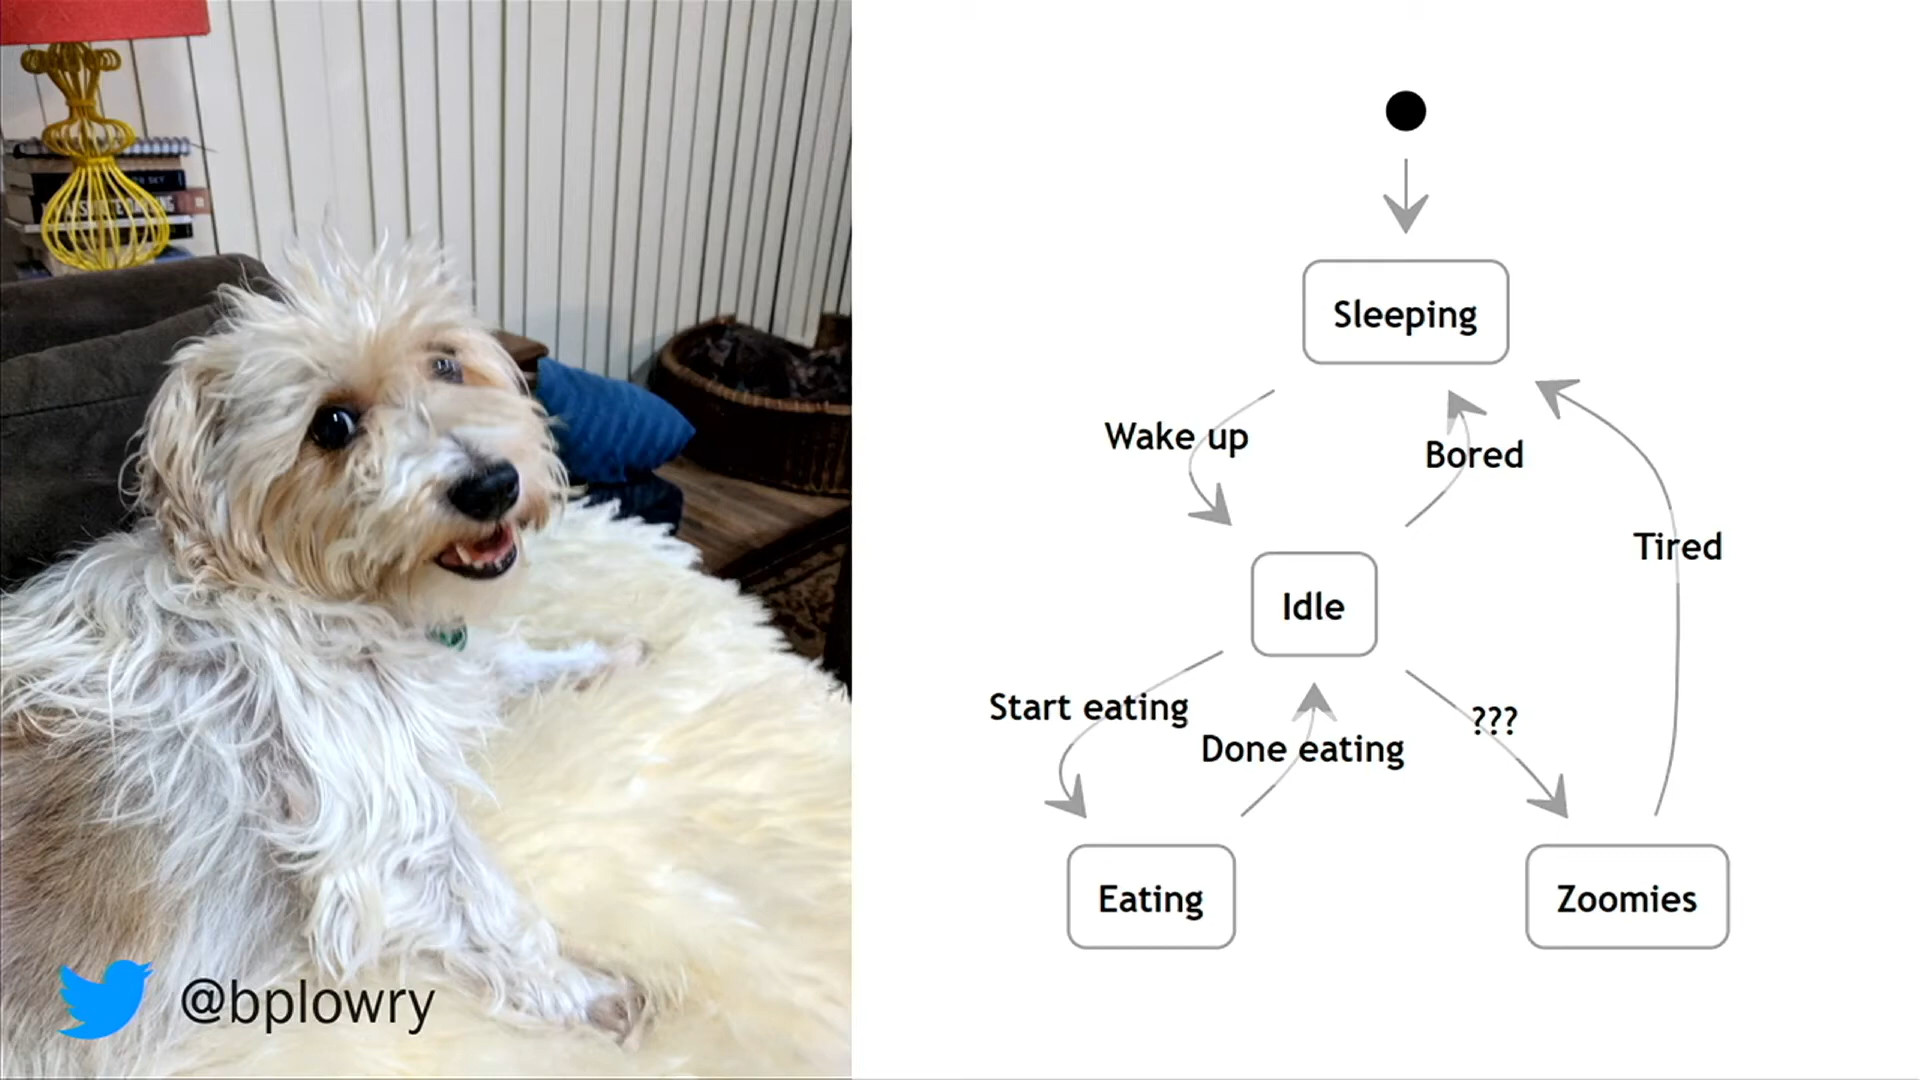 Sleeping
Wake up
Bored
Tired
Idle
Start eating
Done eating
???
Eating
Zoomies
@bplowry